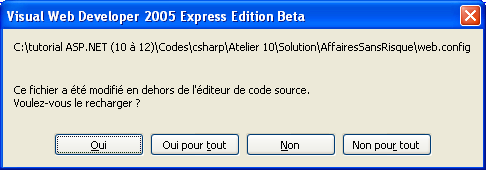 Visual Web Developer 2005 Express Edition Beta
C:\tutorial ASP.NET (10 à 12)\Codes\csharp\Atelier 10\Solution\AffairesSansRisque\web.config
Ce fichier a été modifié en dehors de l'éditeur de code source.
Voulez-vous le recharger ?
Oui Oui pour tout Non Non pour tout